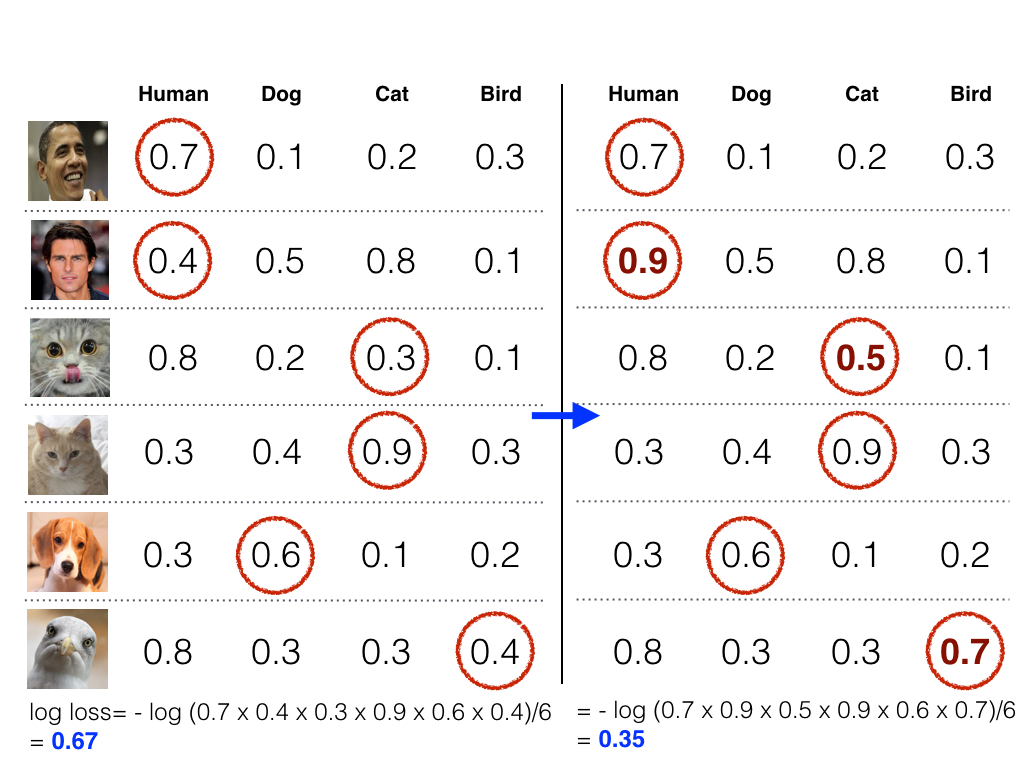 Human Dog Cat Bird Human Dog Cat Bird
0.7 0.1 0.2 0.3 0.7 0.1 0.2 0.3
0.4 0.5 0.8 0.1 0.9 0.5 0.8 0.1
0.8 0.2 0.3 0.1 0.8 0.2 0.5 0.1
0.3 0.4 0.9 0.3 0.3 0.4 0.9 0.3
0.3 0.6 0.1 0.2 0.3 0.6 0.1 0.2
0.8 0.3 0.3 0.4 0.8 0.3 0.3 0.7
log loss= - log (0.7 x 0.4 x 0.3 x 0.9 x 0.6 x 0.4)/6 = - log (0.7 x 0.9 x 0.5 x 0.9 x 0.6 x 0.7)/6
= 0.67 = 0.35